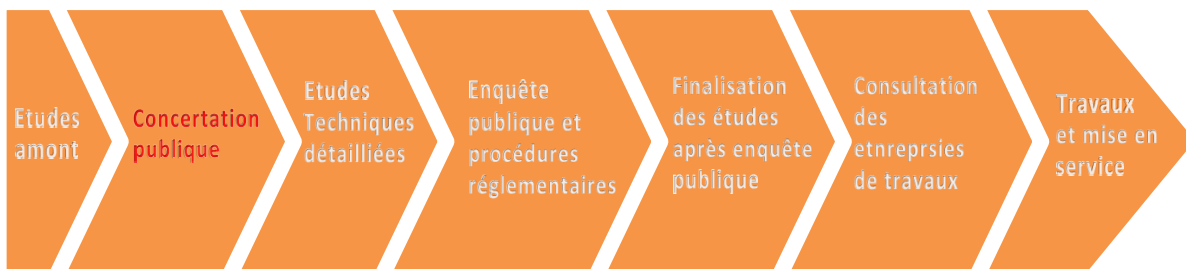 Etudes
amont
Concertation
publique
Etudes
Techniques
détailliées
Enquête
publique et
procédures
réglementaires
Finalisation
des études
après enquête
publique
Consultation
des
etnreprsies
de travaux
Travaux
et mise en
service